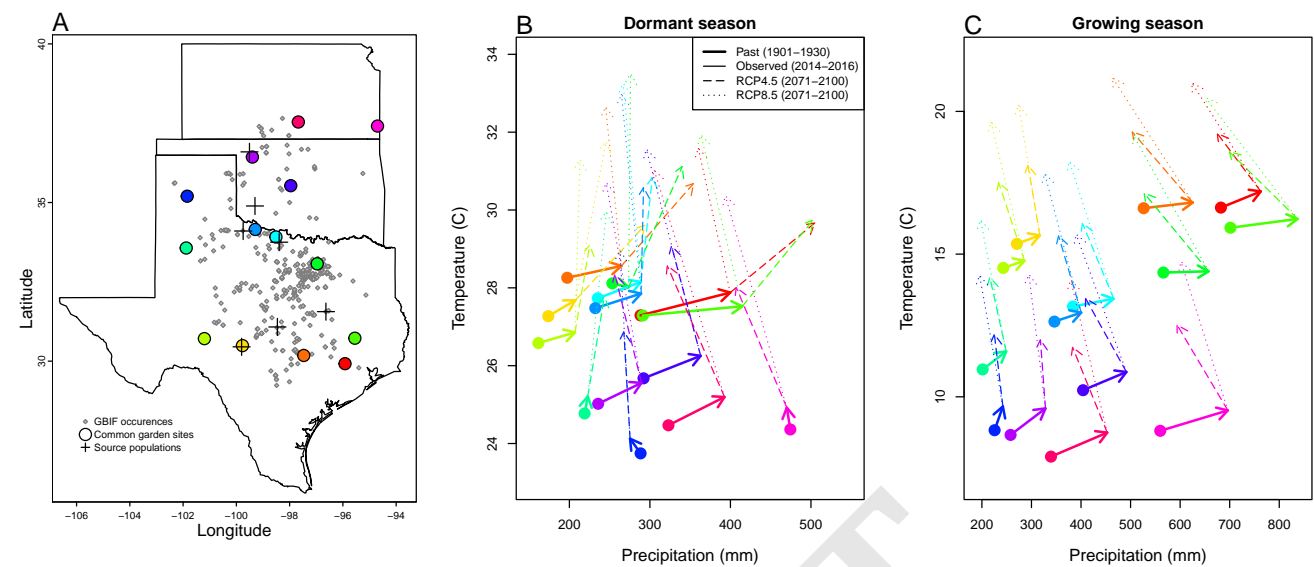 A
40
35
30
Latitude
GBIF occurences
Common garden sites
Source populations
−106
−104
−102
−100
−98
−96
−94
Longitude
B
Dormant season
Past (1901−1930)
Observed (2014−2016)
RCP4.5 (2071−2100)
RCP8.5 (2071−2100)
34
32
30
28
26
24
Temperature (C)
200
300
400
500
Precipitation (mm)
C
Growing season
20
15
10
Temperature (C)
200
300
400
500
600
700
800
Precipitation (mm)
T